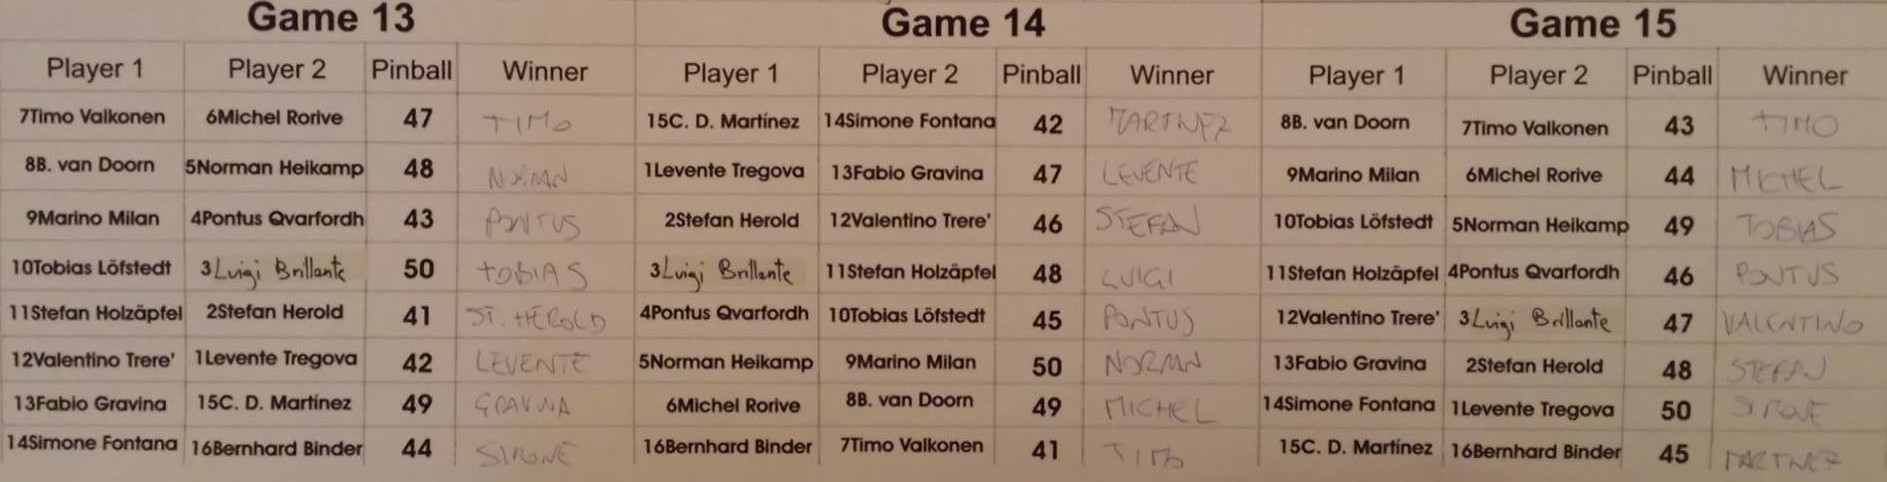 Game 13 Game 14 Game 15
Player 1 Player 2 Pinball Winner Player 1 Player 2 Pinball Winner Player 1 Player 2 Pinball Winner
7Timo Valkonen 6Michel Rorive 47 TIMO 15C. D. Martínez 14Simone Fontana 42 MARTINEZ 8B. van Doorn 7Timo Valkonen 43 TIMO
8B. van Doorn 5Norman Heikamp 48 NORMAN 1Levente Tregova 13Fabio Gravina 47 LEVENTE 9Marino Milan 6Michel Rorive 44 MICHEL
9Marino Milan 4Pontus Qvarfordh 43 PONTUS 2Stefan Herold 12Valentino Trere' 46 STEFAN 10Tobias Löfstedt 5Norman Heikamp 49 TOBIAS
10Tobias Löfstedt 3Luigi Brillante 50 TOBIAS 3Luigi Brillante 11Stefan Holzäpfel 48 LUIGI 11Stefan Holzäpfel 4Pontus Qvarfordh 46 PONTUS
11Stefan Holzäpfel 2Stefan Herold 41 ST. HEROLD 4Pontus Qvarfordh 10Tobias Löfstedt 45 PONTUS 12Valentino Trere' 3Luigi Brillante 47 VALENTINO
12Valentino Trere' 1Levente Tregova 42 LEVENTE 5Norman Heikamp 9Marino Milan 50 NORMAN 13Fabio Gravina 2Stefan Herold 48 STEFAN
13Fabio Gravina 15C. D. Martínez 49 GRAVINA 6Michel Rorive 8B. van Doorn 49 MICHEL 14Simone Fontana 1Levente Tregova 50 SIMONE
14Simone Fontana 16Bernhard Binder 44 SIMONE 16Bernhard Binder 7Timo Valkonen 41 TIMO 15C. D. Martínez 16Bernhard Binder 45 MARTINEZ